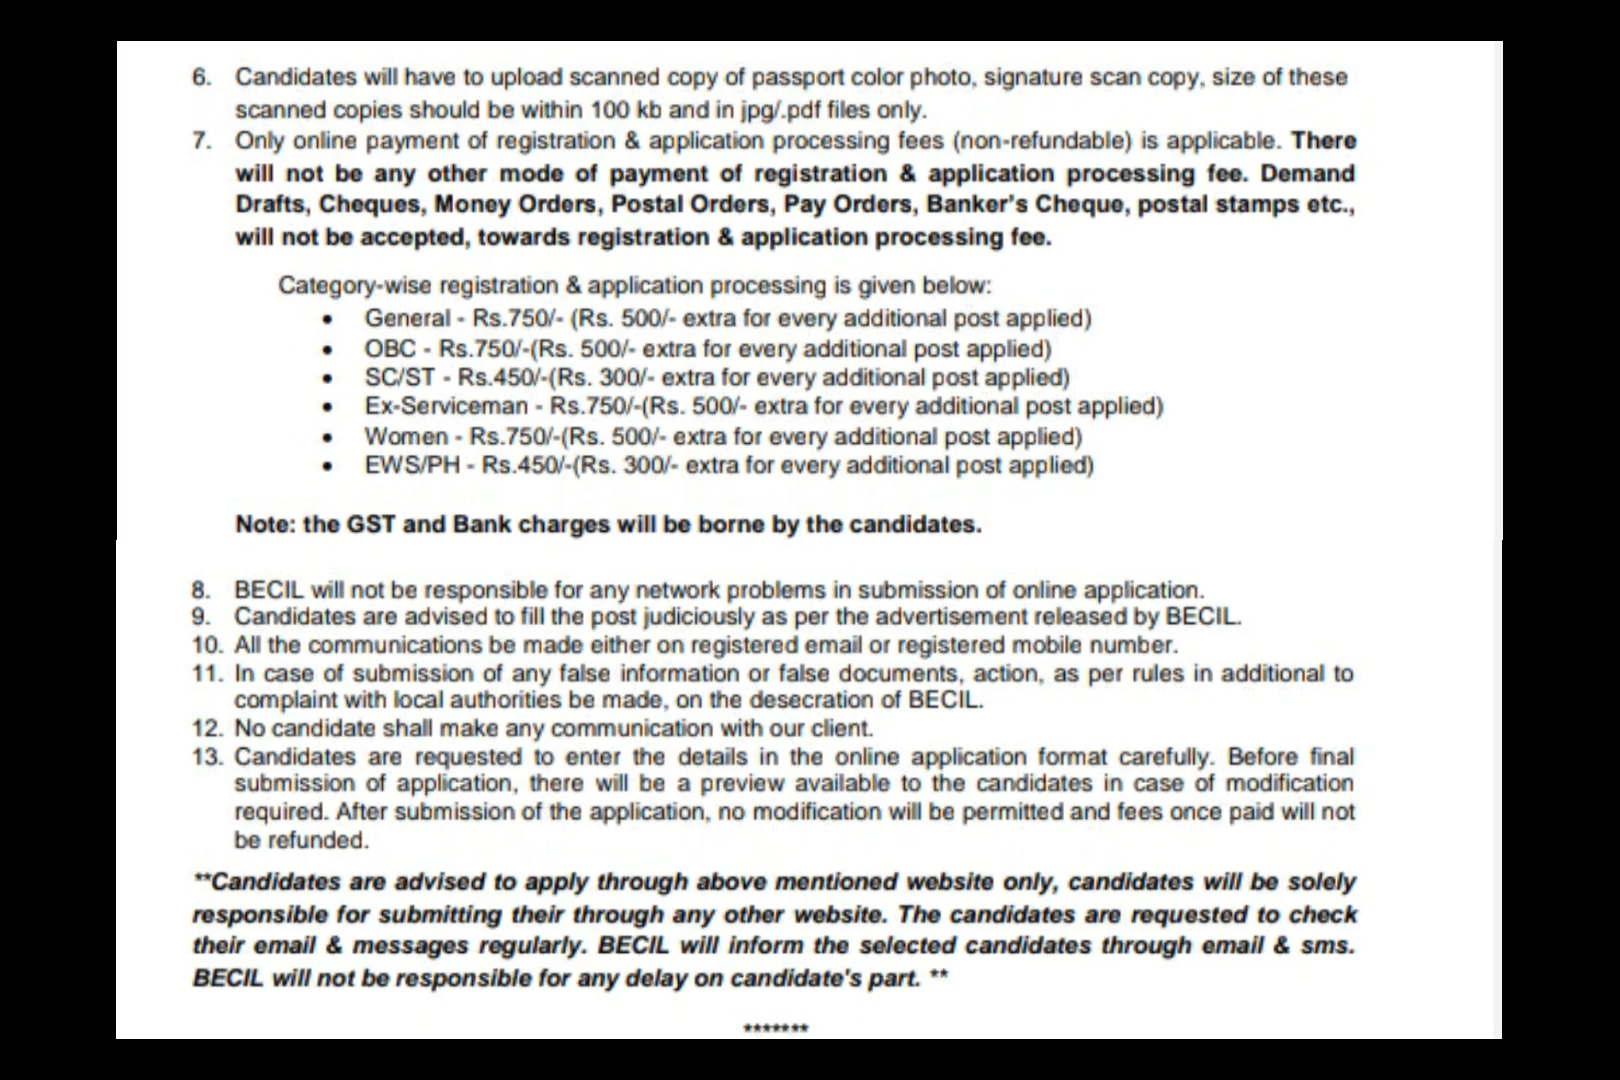 6. Candidates will have to upload scanned copy of passport color photo, signature scan copy, size of these
scanned copies should be within 100 kb and in jpg/.pdf files only.
7. Only online payment of registration & application processing fees (non-refundable) is applicable. There
will not be any other mode of payment of registration & application processing fee. Demand
Drafts, Cheques, Money Orders, Postal Orders, Pay Orders, Banker's Cheque, postal stamps etc.,
will not be accepted, towards registration & application processing fee.
Category-wise registration & application processing is given below:
• General - Rs.750/- (Rs. 500/- extra for every additional post applied)
• OBC - Rs.750/-(Rs. 500/- extra for every additional post applied)
• SC/ST - Rs.450/-(Rs. 300/- extra for every additional post applied)
• Ex-Serviceman - Rs.750/-(Rs. 500/- extra for every additional post applied)
• Women - Rs.750/-(Rs. 500/- extra for every additional post applied)
• EWS/PH - Rs.450/-(Rs. 300/- extra for every additional post applied)
Note: the GST and Bank charges will be borne by the candidates.
8. BECIL will not be responsible for any network problems in submission of online application.
9. Candidates are advised to fill the post judiciously as per the advertisement released by BECIL.
10. All the communications be made either on registered email or registered mobile number.
11. In case of submission of any false information or false documents, action, as per rules in additional to
complaint with local authorities be made, on the desecration of BECIL.
12. No candidate shall make any communication with our client.
13. Candidates are requested to enter the details in the online application format carefully. Before final
submission of application, there will be a preview available to the candidates in case of modification
required. After submission of the application, no modification will be permitted and fees once paid will not
be refunded.
**Candidates are advised to apply through above mentioned website only, candidates will be solely
responsible for submitting their through any other website. The candidates are requested to check
their email & messages regularly. BECIL will inform the selected candidates through email & sms.
BECIL will not be responsible for any delay on candidate's part. **
*******